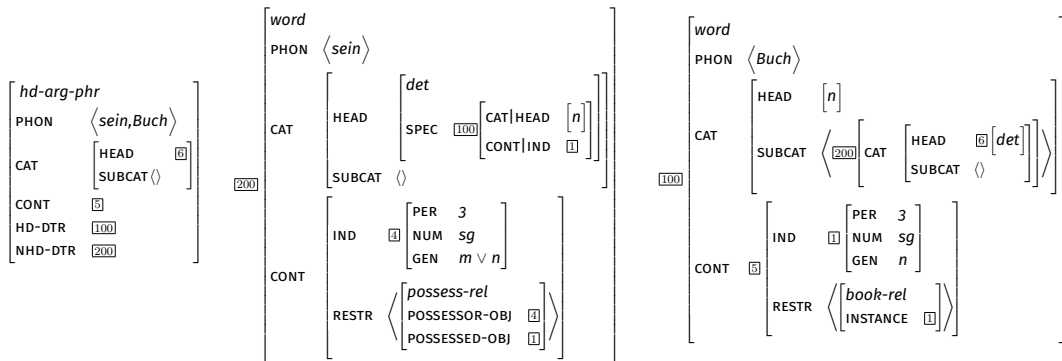 hd-arg-phr
PHON ⟨sein,Buch⟩
CAT
HEAD 6
SUBCAT ⟨⟩
CONT 5
HD-DTR 100
NHD-DTR 200
200
word
PHON ⟨sein⟩
CAT
HEAD
det
SPEC 100
CAT|HEAD [n]
CONT|IND 1
SUBCAT ⟨⟩
CONT
IND 4
PER 3
NUM sg
GEN m ∨ n
RESTR
possess-rel
POSSESSOR-OBJ 4
POSSESSED-OBJ 1
100
word
PHON ⟨Buch⟩
CAT
HEAD [n]
SUBCAT ⟨200 CAT
HEAD 6 [det]
SUBCAT ⟨⟩
CONT 5
IND 1
PER 3
NUM sg
GEN n
RESTR
book-rel
INSTANCE 1